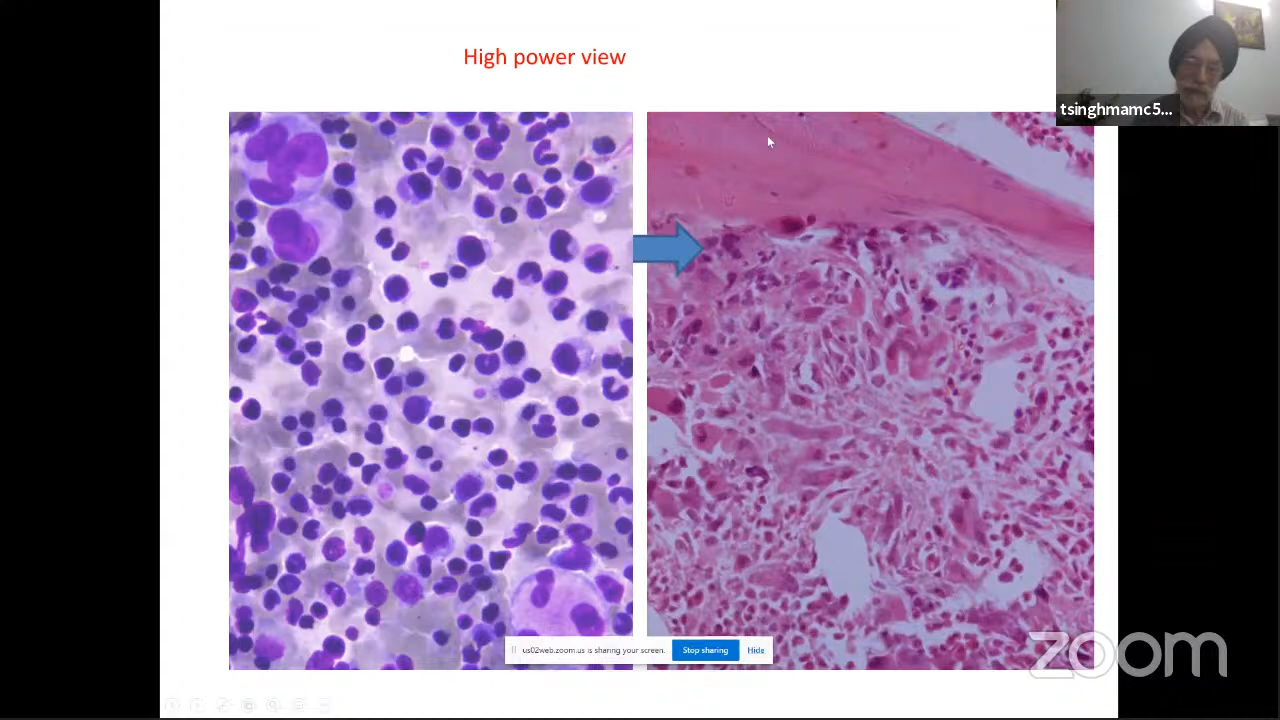 High power view
tsinghmamc5...
us02web.zoom.us is sharing your screen.
Stop sharing
Hide
zoom